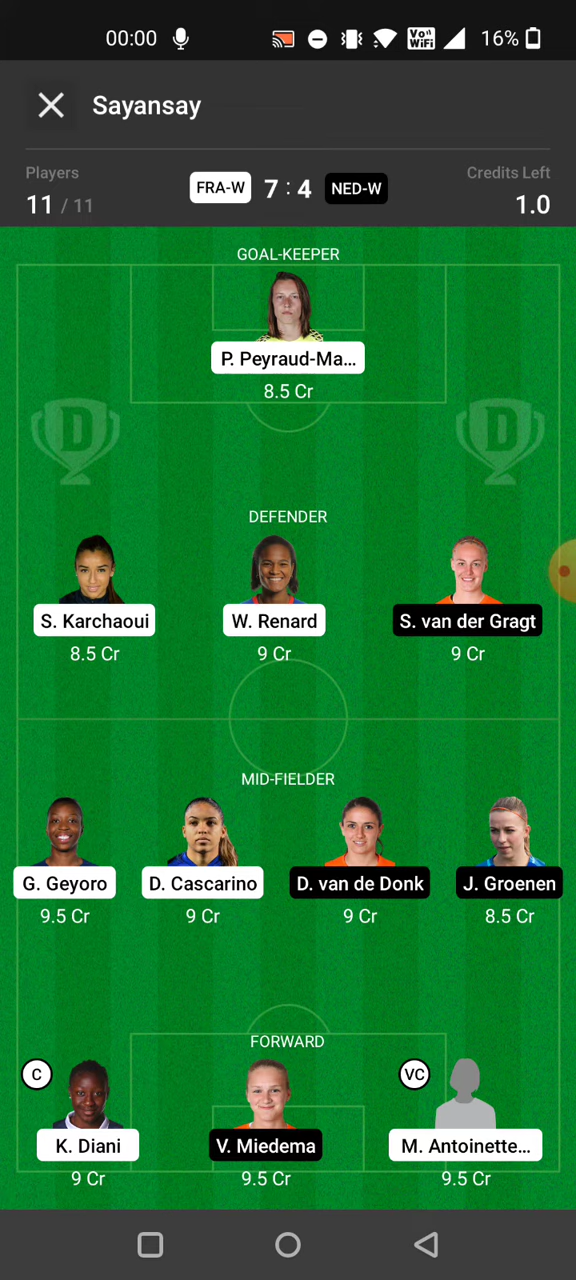 00:00
Vo))
WiFi
16%
Sayansay
Players
11 / 11
FRA-W 7 : 4 NED-W
Credits Left
1.0
GOAL-KEEPER
P. Peyraud-Ma...
8.5 Cr
D D
DEFENDER
S. Karchaoui W. Renard S. van der Gragt
8.5 Cr 9 Cr 9 Cr
MID-FIELDER
G. Geyoro D. Cascarino D. van de Donk J. Groenen
9.5 Cr 9 Cr 9 Cr 8.5 Cr
FORWARD
C VC
K. Diani V. Miedema M. Antoinette...
9 Cr 9.5 Cr 9.5 Cr